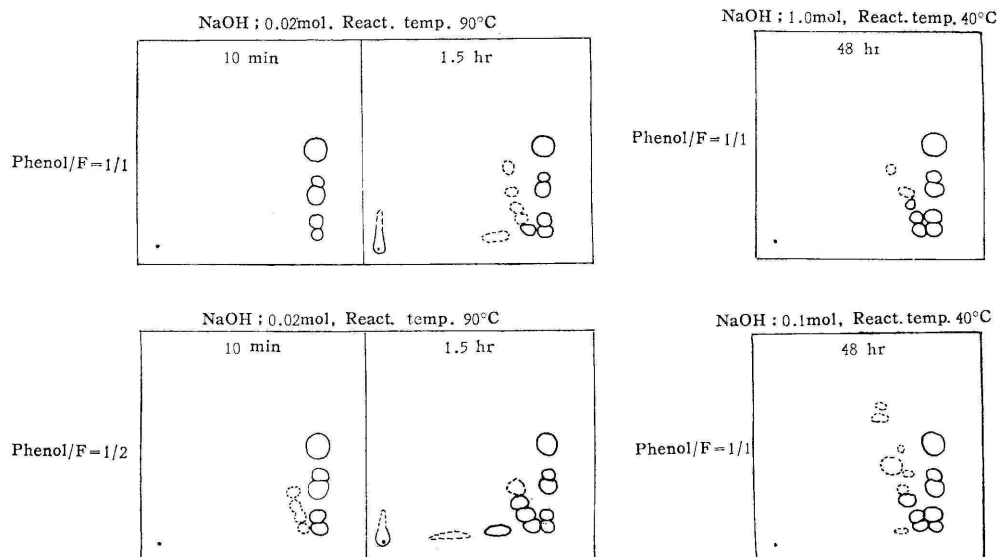 NaOH ; 0.02mol. React. temp. 90°C
10 min
1.5 hr
Phenol/F=1/1
NaOH ; 1.0mol, React. temp. 40°C
48 hr
Phenol/F=1/1
NaOH ; 0.02mol, React. temp. 90°C
10 min
1.5 hr
Phenol/F=1/2
NaOH : 0.1mol, React. temp. 40°C
48 hr
Phenol/F=1/1